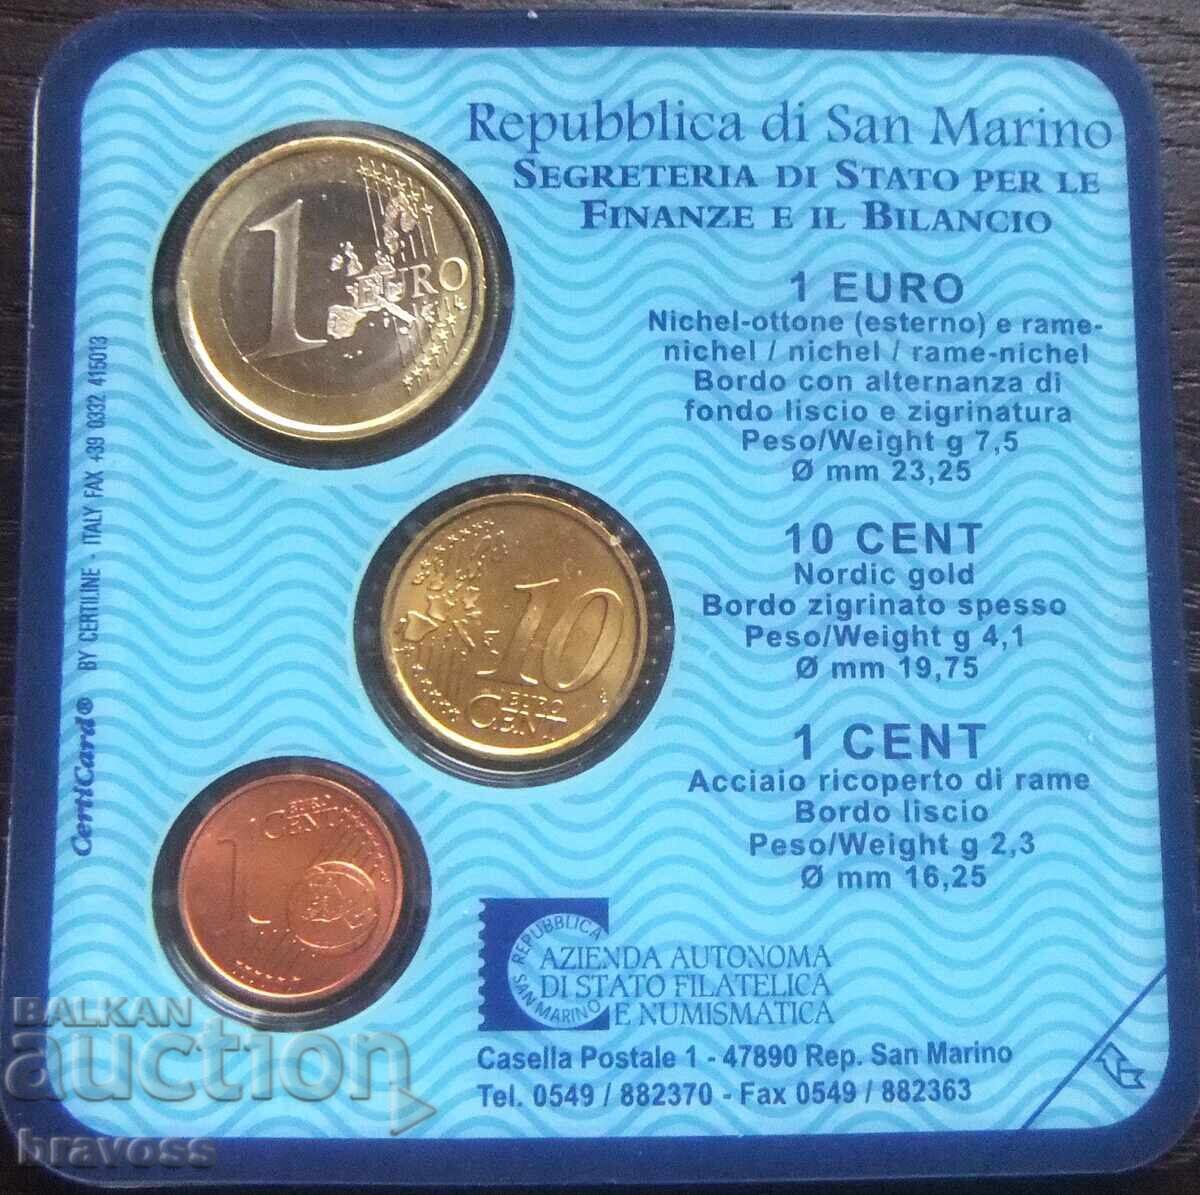 Repubblica di San Marino
SEGRETERIA DI STATO PER LE
FINANZE E IL BILANCIO
1 EURO
Nichel-ottone (esterno) e rame-
nichel / nichel / rame-nichel
Bordo con alternanza di
fondo liscio e zigrinatura
Peso/Weight g 7,5
Ø mm 23,25
10 CENT
Nordic gold
Bordo zigrinato spesso
Peso/Weight g 4,1
Ø mm 19,75
1 CENT
Acciaio ricoperto di rame
Bordo liscio
Peso/Weight g 2,3
Ø mm 16,25
REPUBBLICA
SAN MARINO
AZIENDA AUTONOMA
DI STATO FILATELICA
E NUMISMATICA
Casella Postale 1 - 47890 Rep. San Marino
Tel. 0549 / 882370 - Fax 0549 / 882363
CertiCard® BY CERTILINE - ITALY FAX +39 0332 415013
1 EURO
10
EURO
CENT
1
EURO
CENT
BALKAN
auction
bravoss